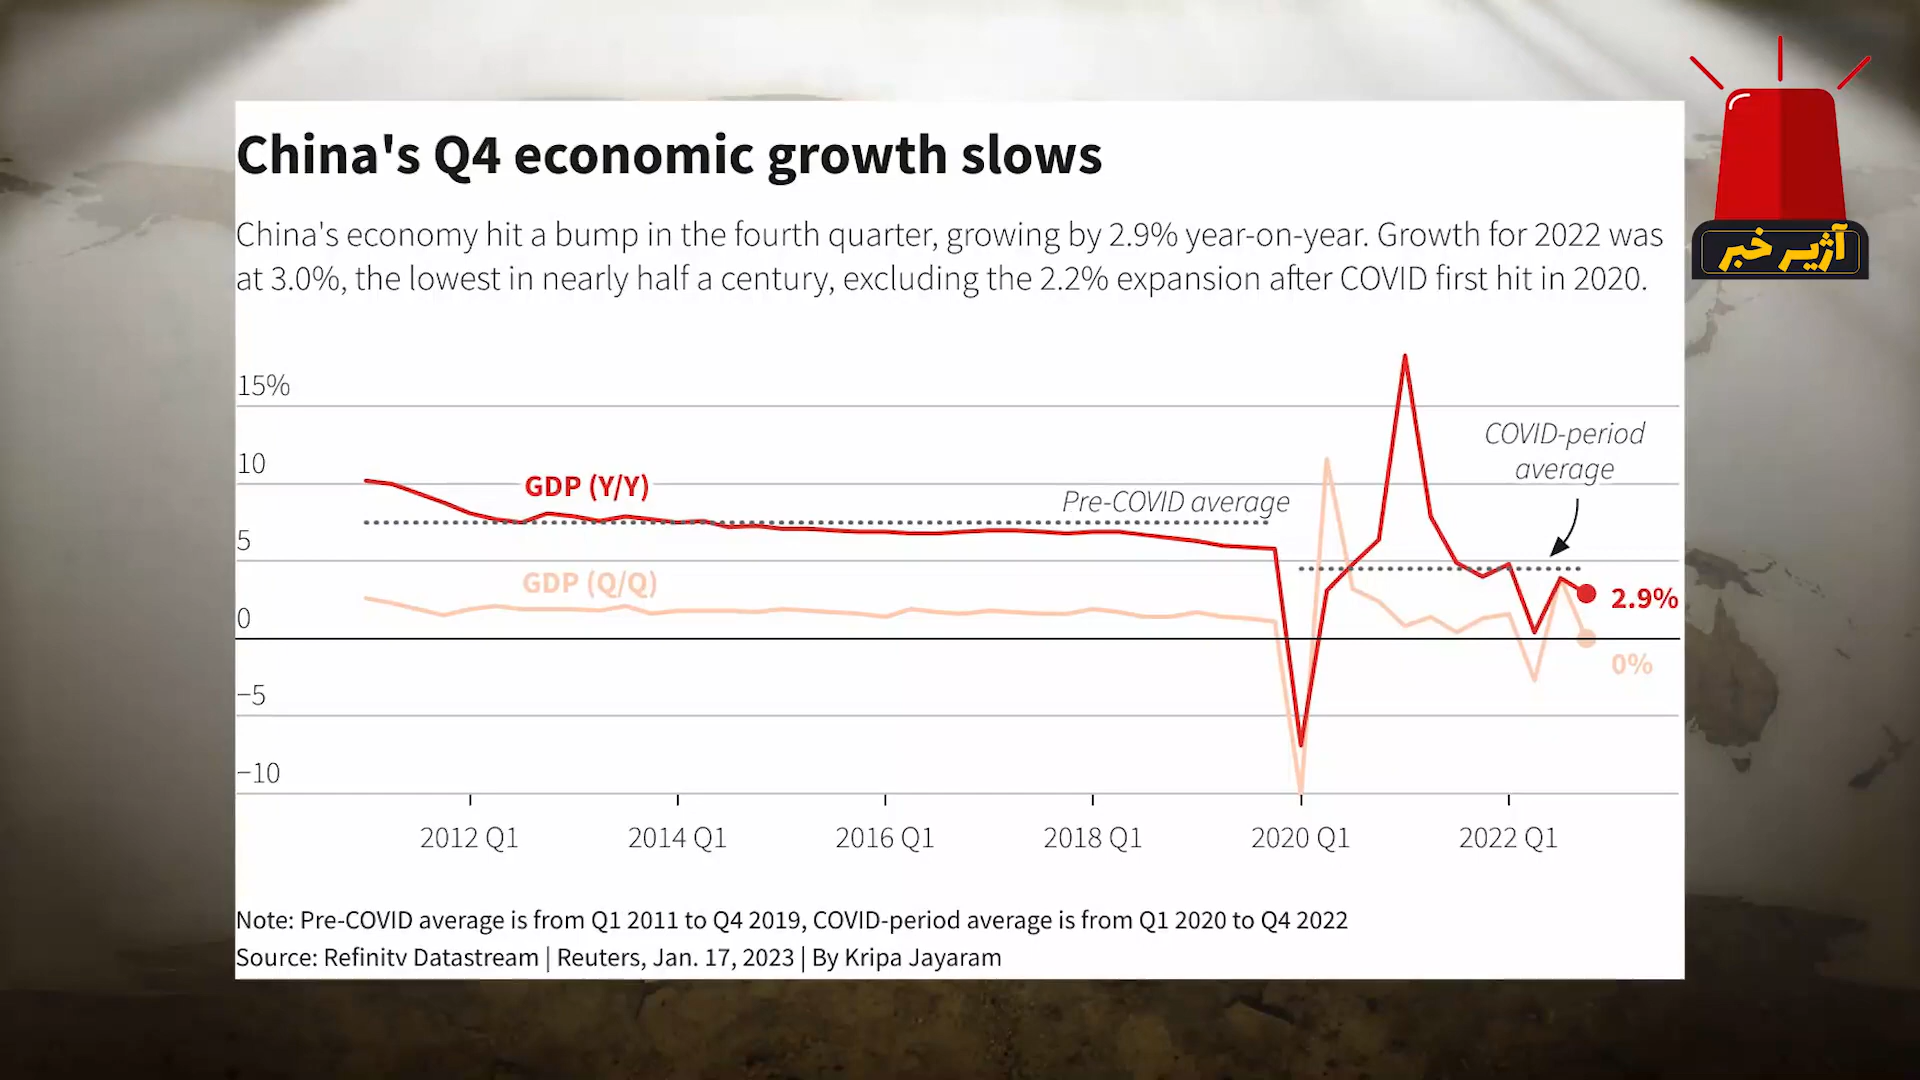 China's Q4 economic growth slows
China's economy hit a bump in the fourth quarter, growing by 2.9% year-on-year. Growth for 2022 was
at 3.0%, the lowest in nearly half a century, excluding the 2.2% expansion after COVID first hit in 2020.
آژیر خبر
15%
COVID-period
average
10
GDP (Y/Y)
Pre-COVID average
5
GDP (Q/Q)
2.9%
0
0%
−5
−10
2012 Q1
2014 Q1
2016 Q1
2018 Q1
2020 Q1
2022 Q1
Note: Pre-COVID average is from Q1 2011 to Q4 2019, COVID-period average is from Q1 2020 to Q4 2022
Source: Refinitv Datastream | Reuters, Jan. 17, 2023 | By Kripa Jayaram